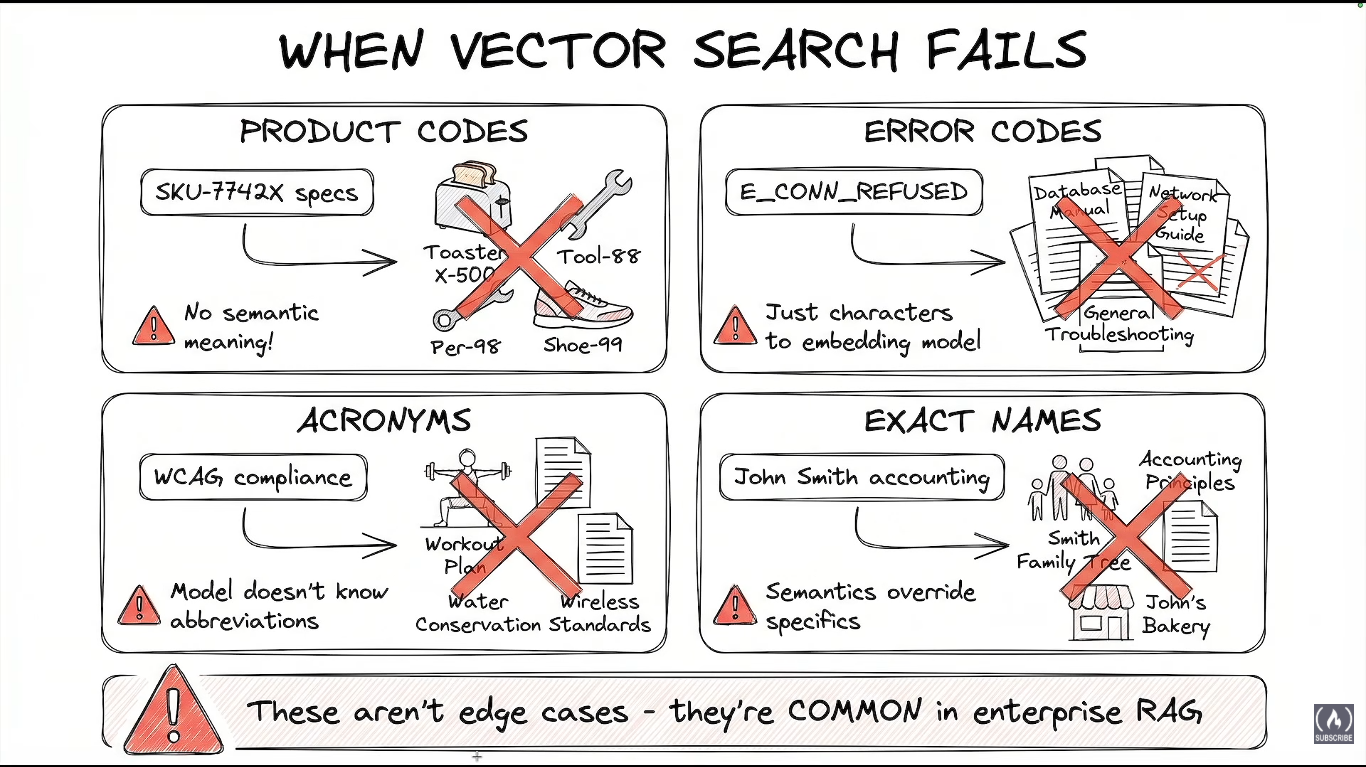 WHEN VECTOR SEARCH FAILS
PRODUCT CODES
SKU-7742X specs
Toaster
X-500
Tool-88
Per-98
Shoe-99
No semantic
meaning!
ERROR CODES
E_CONN_REFUSED
Database
Manual
Network
Setup
Guide
General
Troubleshooting
Just characters
to embedding model
ACRONYMS
WCAG compliance
Workout
Plan
Water
Conservation
Wireless
Standards
Model doesn't know
abbreviations
EXACT NAMES
John Smith accounting
Accounting
Principles
Smith
Family Tree
John's
Bakery
Semantics override
specifics
These aren't edge cases - they're COMMON in enterprise RAG
SUBSCRIBE